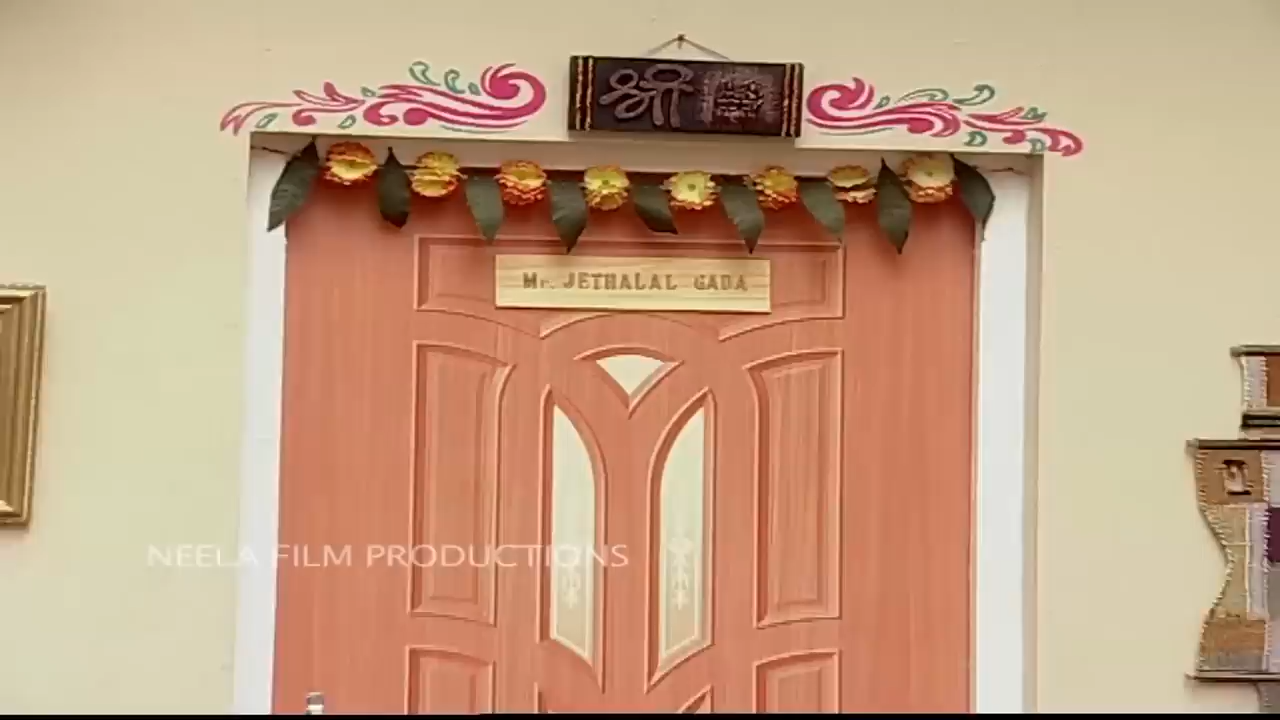 श्री
Mr. JETHALAL GADA
NEELA FILM PRODUCTIONS